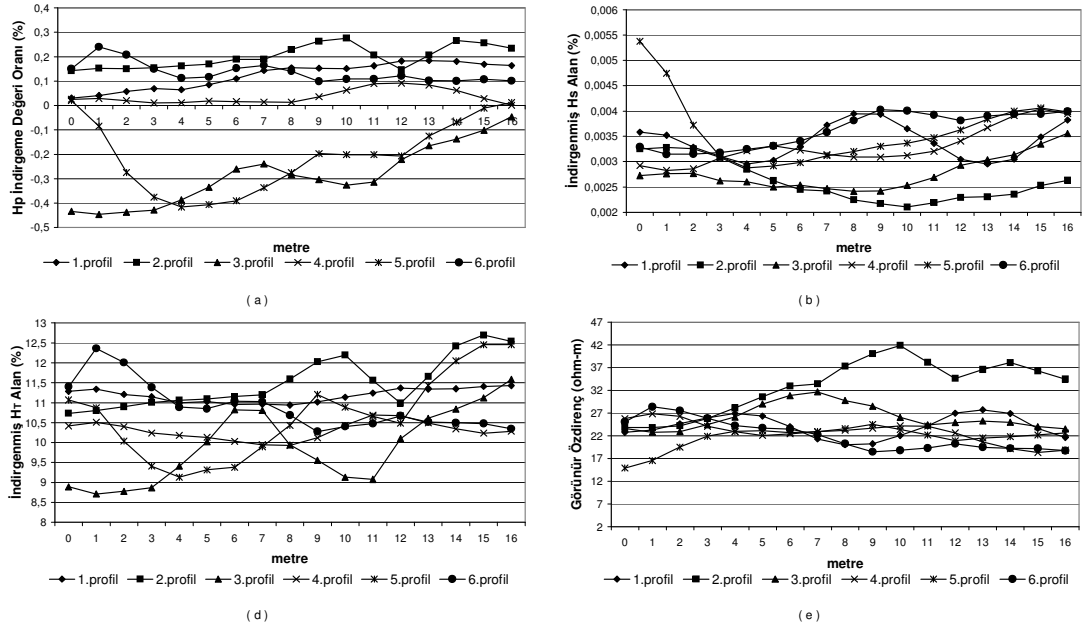 Hp İndirgeme Değeri Oranı (%)
0,4
0,3
0,2
0,1
0
-0,1
-0,2
-0,3
-0,4
-0,5
0 1 2 3 4 5 6 7 8 9 10 11 12 13 14 15 16
metre
1.profil 2.profil 3.profil 4.profil 5.profil 6.profil
( a )
İndirgenmiş Hs Alan (%)
0,006
0,0055
0,005
0,0045
0,004
0,0035
0,003
0,0025
0,002
0 1 2 3 4 5 6 7 8 9 10 11 12 13 14 15 16
metre
1.profil 2.profil 3.profil 4.profil 5.profil 6.profil
( b )
İndirgenmiş HT Alan (%)
13
12,5
12
11,5
11
10,5
10
9,5
9
8,5
8
0 1 2 3 4 5 6 7 8 9 10 11 12 13 14 15 16
metre
1.profil 2.profil 3.profil 4.profil 5.profil 6.profil
( d )
Görünür Özdirenç (ohm-m)
47
42
37
32
27
22
17
12
7
2
0 1 2 3 4 5 6 7 8 9 10 11 12 13 14 15 16
metre
1.profil 2.profil 3.profil 4.profil 5.profil 6.profil
( e )